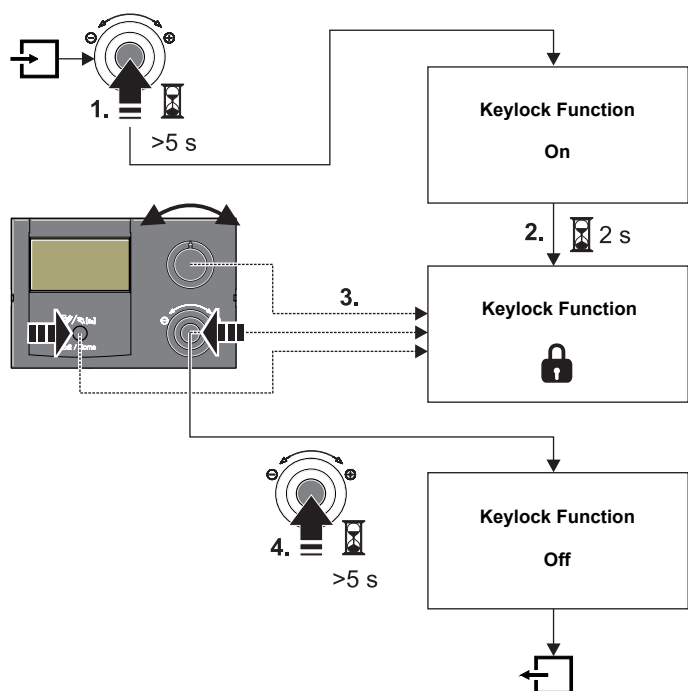 1.
>5 s
Keylock Function
On
2.
2 s
3.
Keylock Function
4.
>5 s
Keylock Function
Off